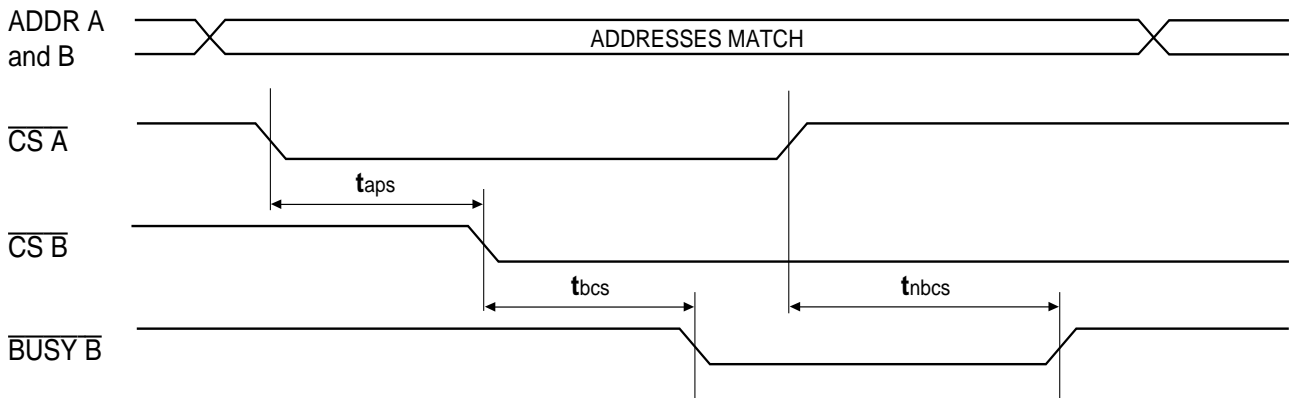 ADDR A
and B
ADDRESSES MATCH
CS A
taps
CS B
tbcs
tnbcs
BUSY B